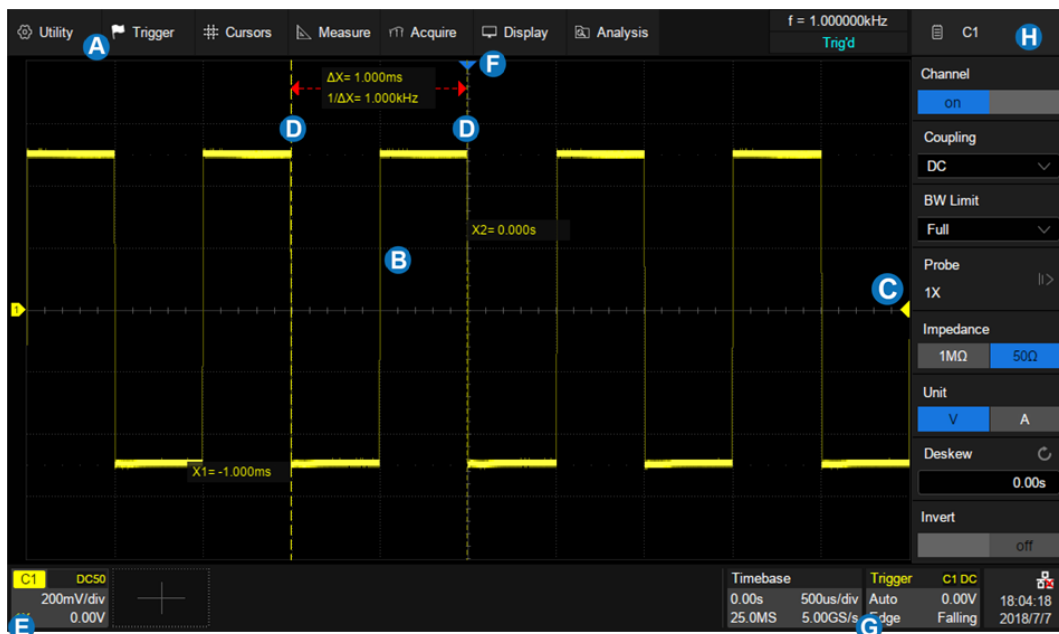 Utility
A
Trigger
Cursors
Measure
Acquire
Display
Analysis
f = 1.000000kHz
Trig'd
C1
H
F
ΔX= 1.000ms
1/ΔX= 1.000kHz
D
D
X2= 0.000s
B
C
1
X1= -1.000ms
Channel
on
Coupling
DC
BW Limit
Full
Probe
1X
Impedance
1MΩ 50Ω
Unit
V A
Deskew
0.00s
Invert
off
C1 DC50
200mV/div
0.00V
E
Timebase
0.00s 500us/div
25.0MS 5.00GS/s
G
Trigger C1 DC
Auto 0.00V
Edge Falling
18:04:18
2018/7/7